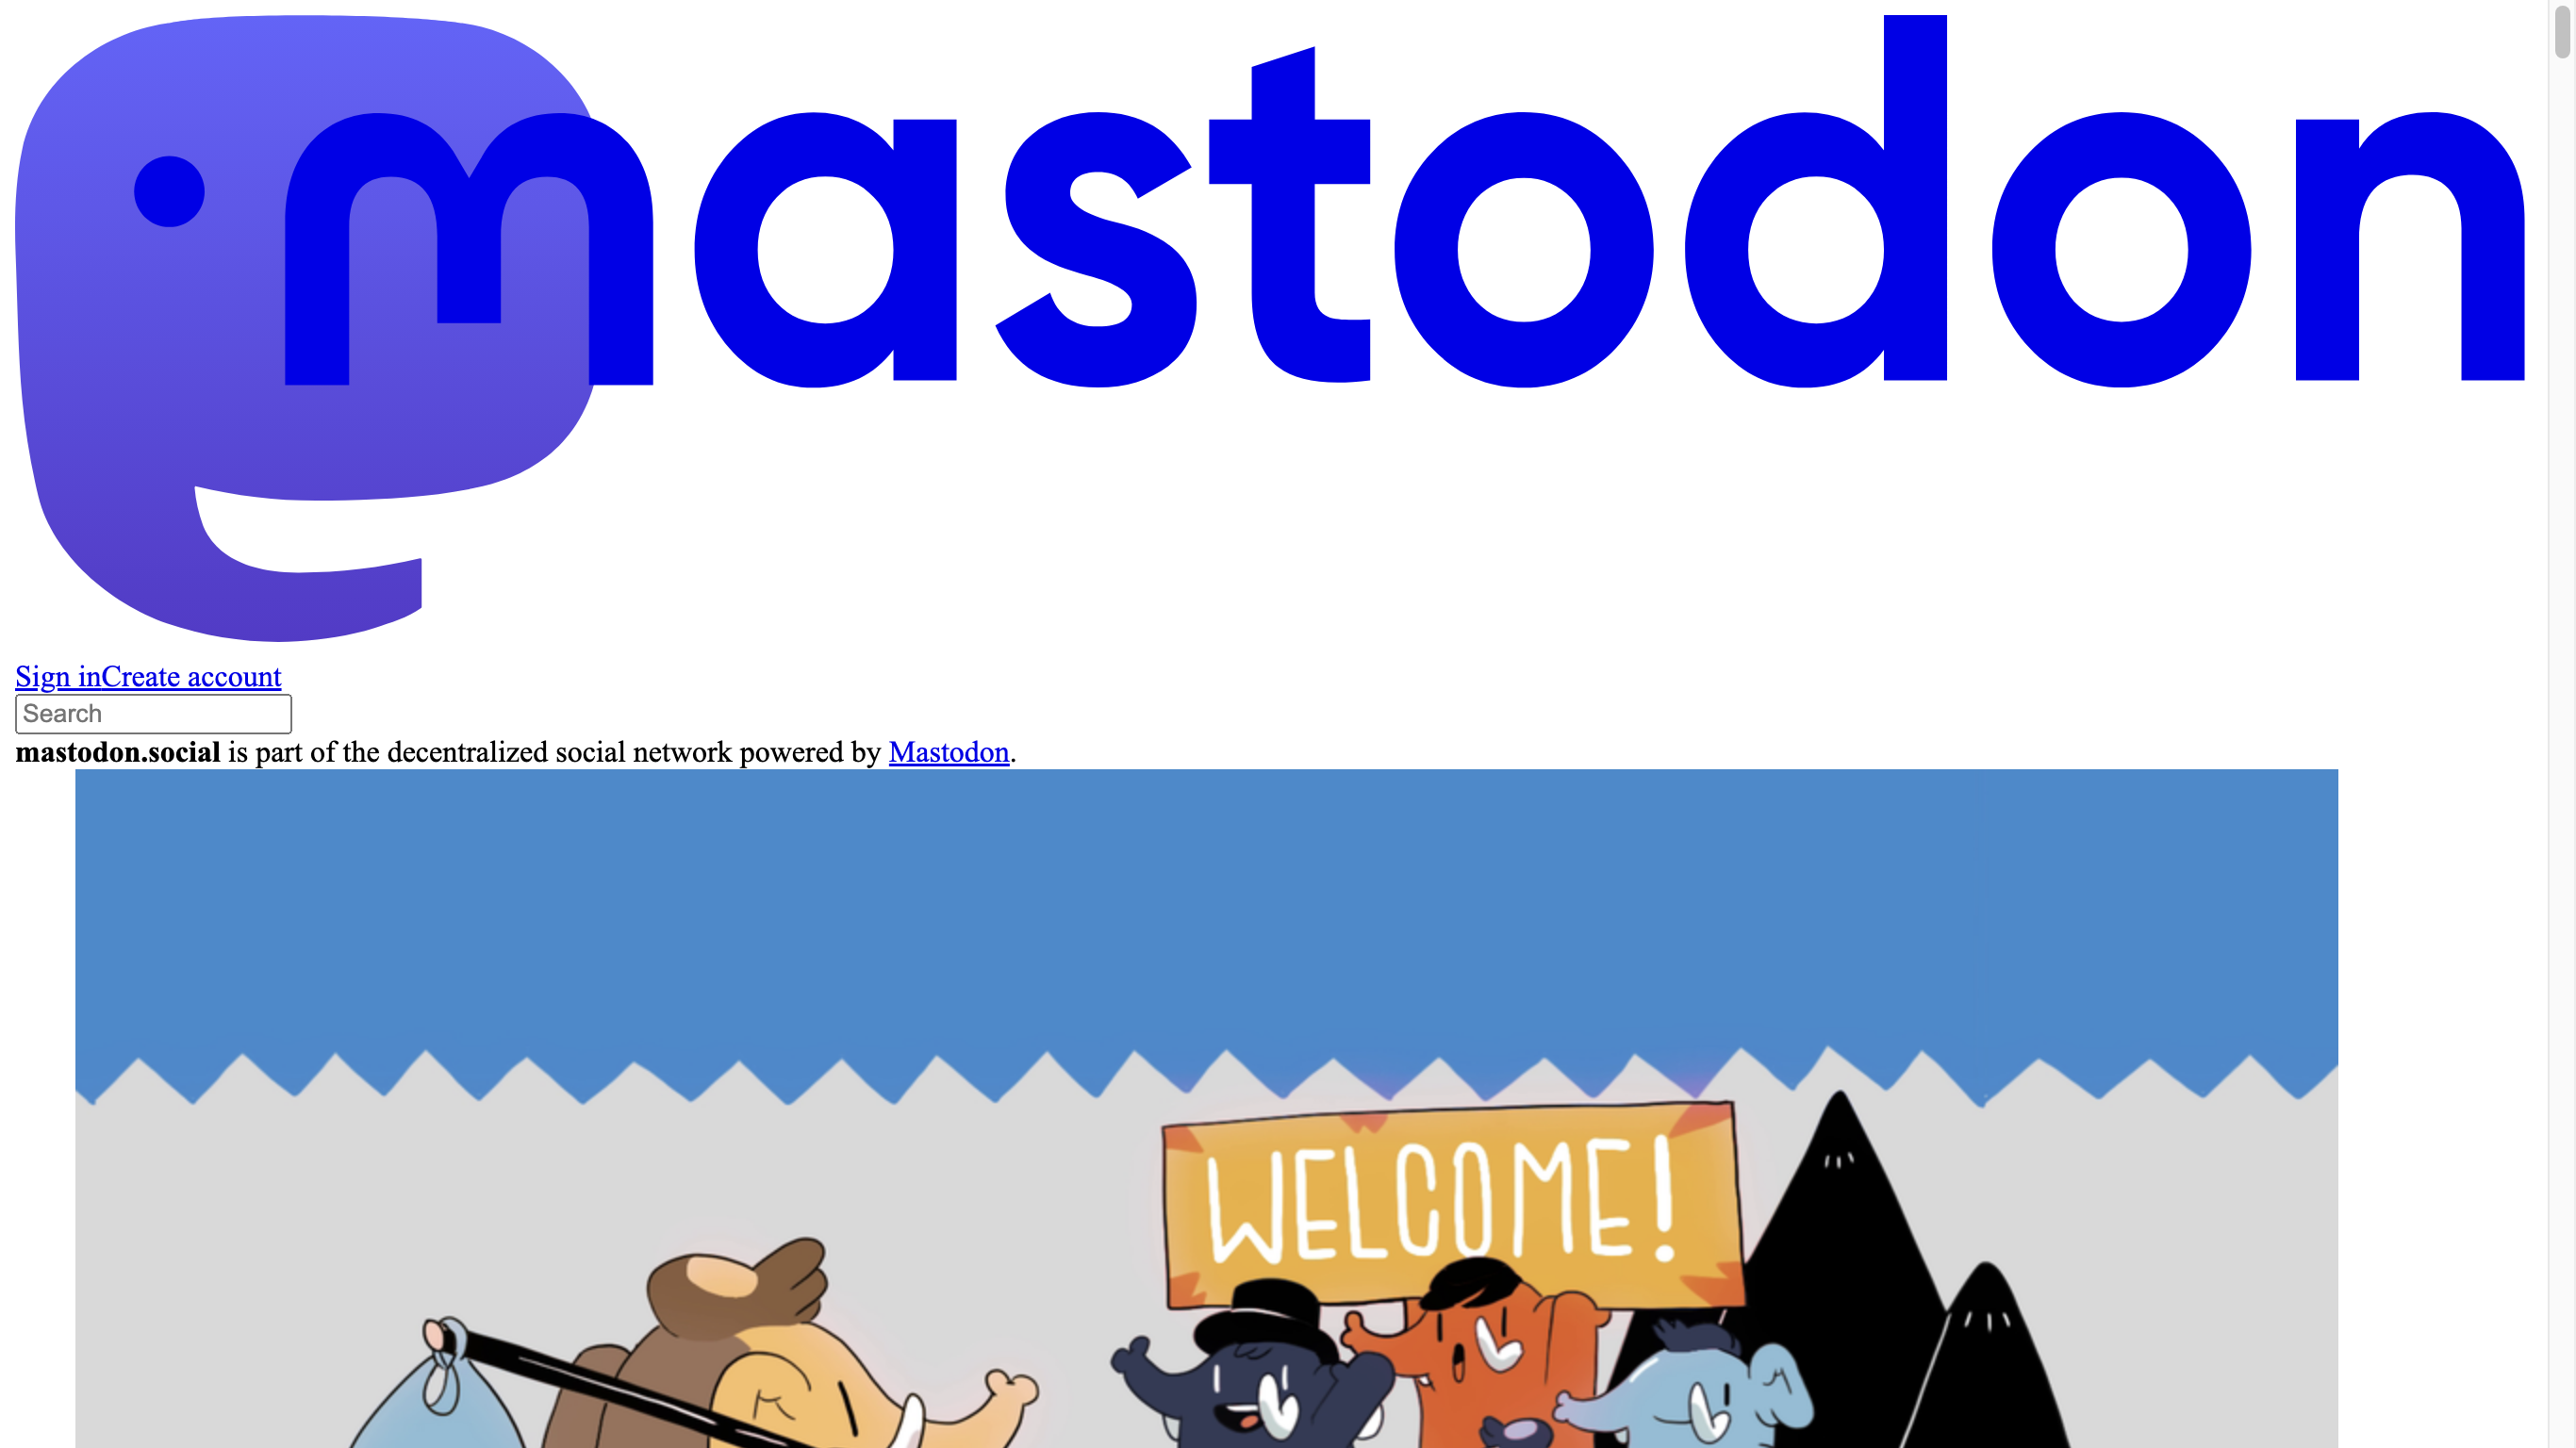 mastodon
Sign inCreate account
Search
mastodon.social is part of the decentralized social network powered by Mastodon.
WELCOME!